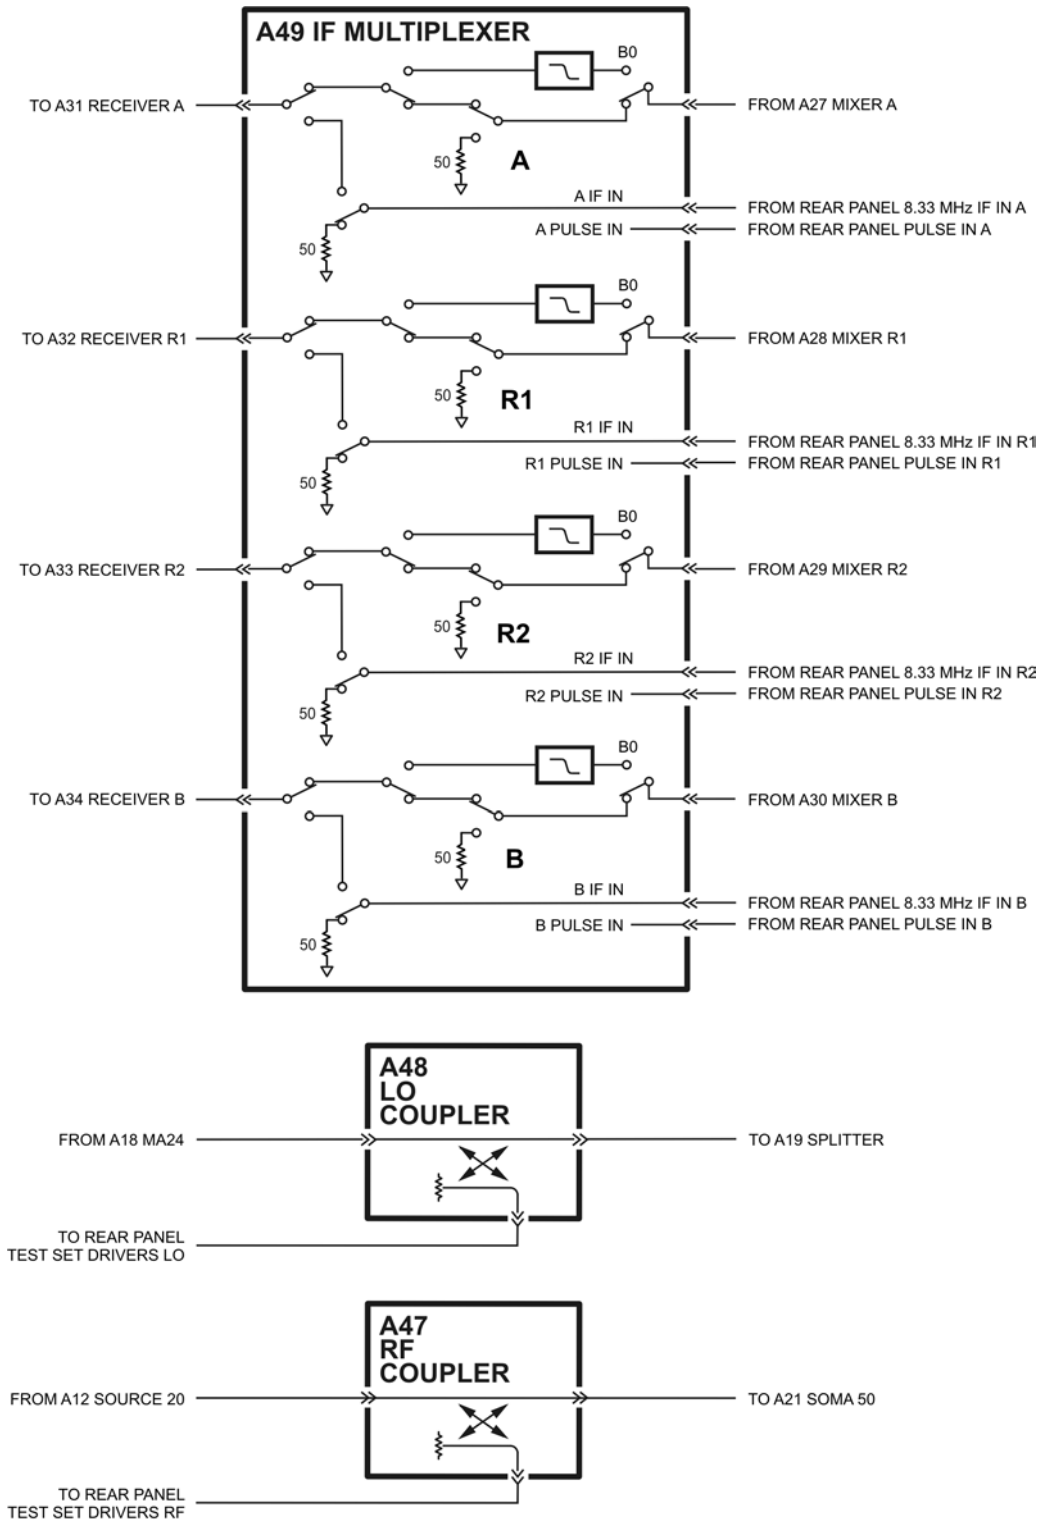 A49 IF MULTIPLEXER
B0
TO A31 RECEIVER A
FROM A27 MIXER A
50
A
A IF IN
FROM REAR PANEL 8.33 MHz IF IN A
A PULSE IN
FROM REAR PANEL PULSE IN A
50
B0
TO A32 RECEIVER R1
FROM A28 MIXER R1
50
R1
R1 IF IN
FROM REAR PANEL 8.33 MHz IF IN R1
R1 PULSE IN
FROM REAR PANEL PULSE IN R1
50
B0
TO A33 RECEIVER R2
FROM A29 MIXER R2
50
R2
R2 IF IN
FROM REAR PANEL 8.33 MHz IF IN R2
R2 PULSE IN
FROM REAR PANEL PULSE IN R2
50
B0
TO A34 RECEIVER B
FROM A30 MIXER B
50
B
B IF IN
FROM REAR PANEL 8.33 MHz IF IN B
B PULSE IN
FROM REAR PANEL PULSE IN B
50
A48
LO
COUPLER
FROM A18 MA24
TO A19 SPLITTER
TO REAR PANEL
TEST SET DRIVERS LO
A47
RF
COUPLER
FROM A12 SOURCE 20
TO A21 SOMA 50
TO REAR PANEL
TEST SET DRIVERS RF